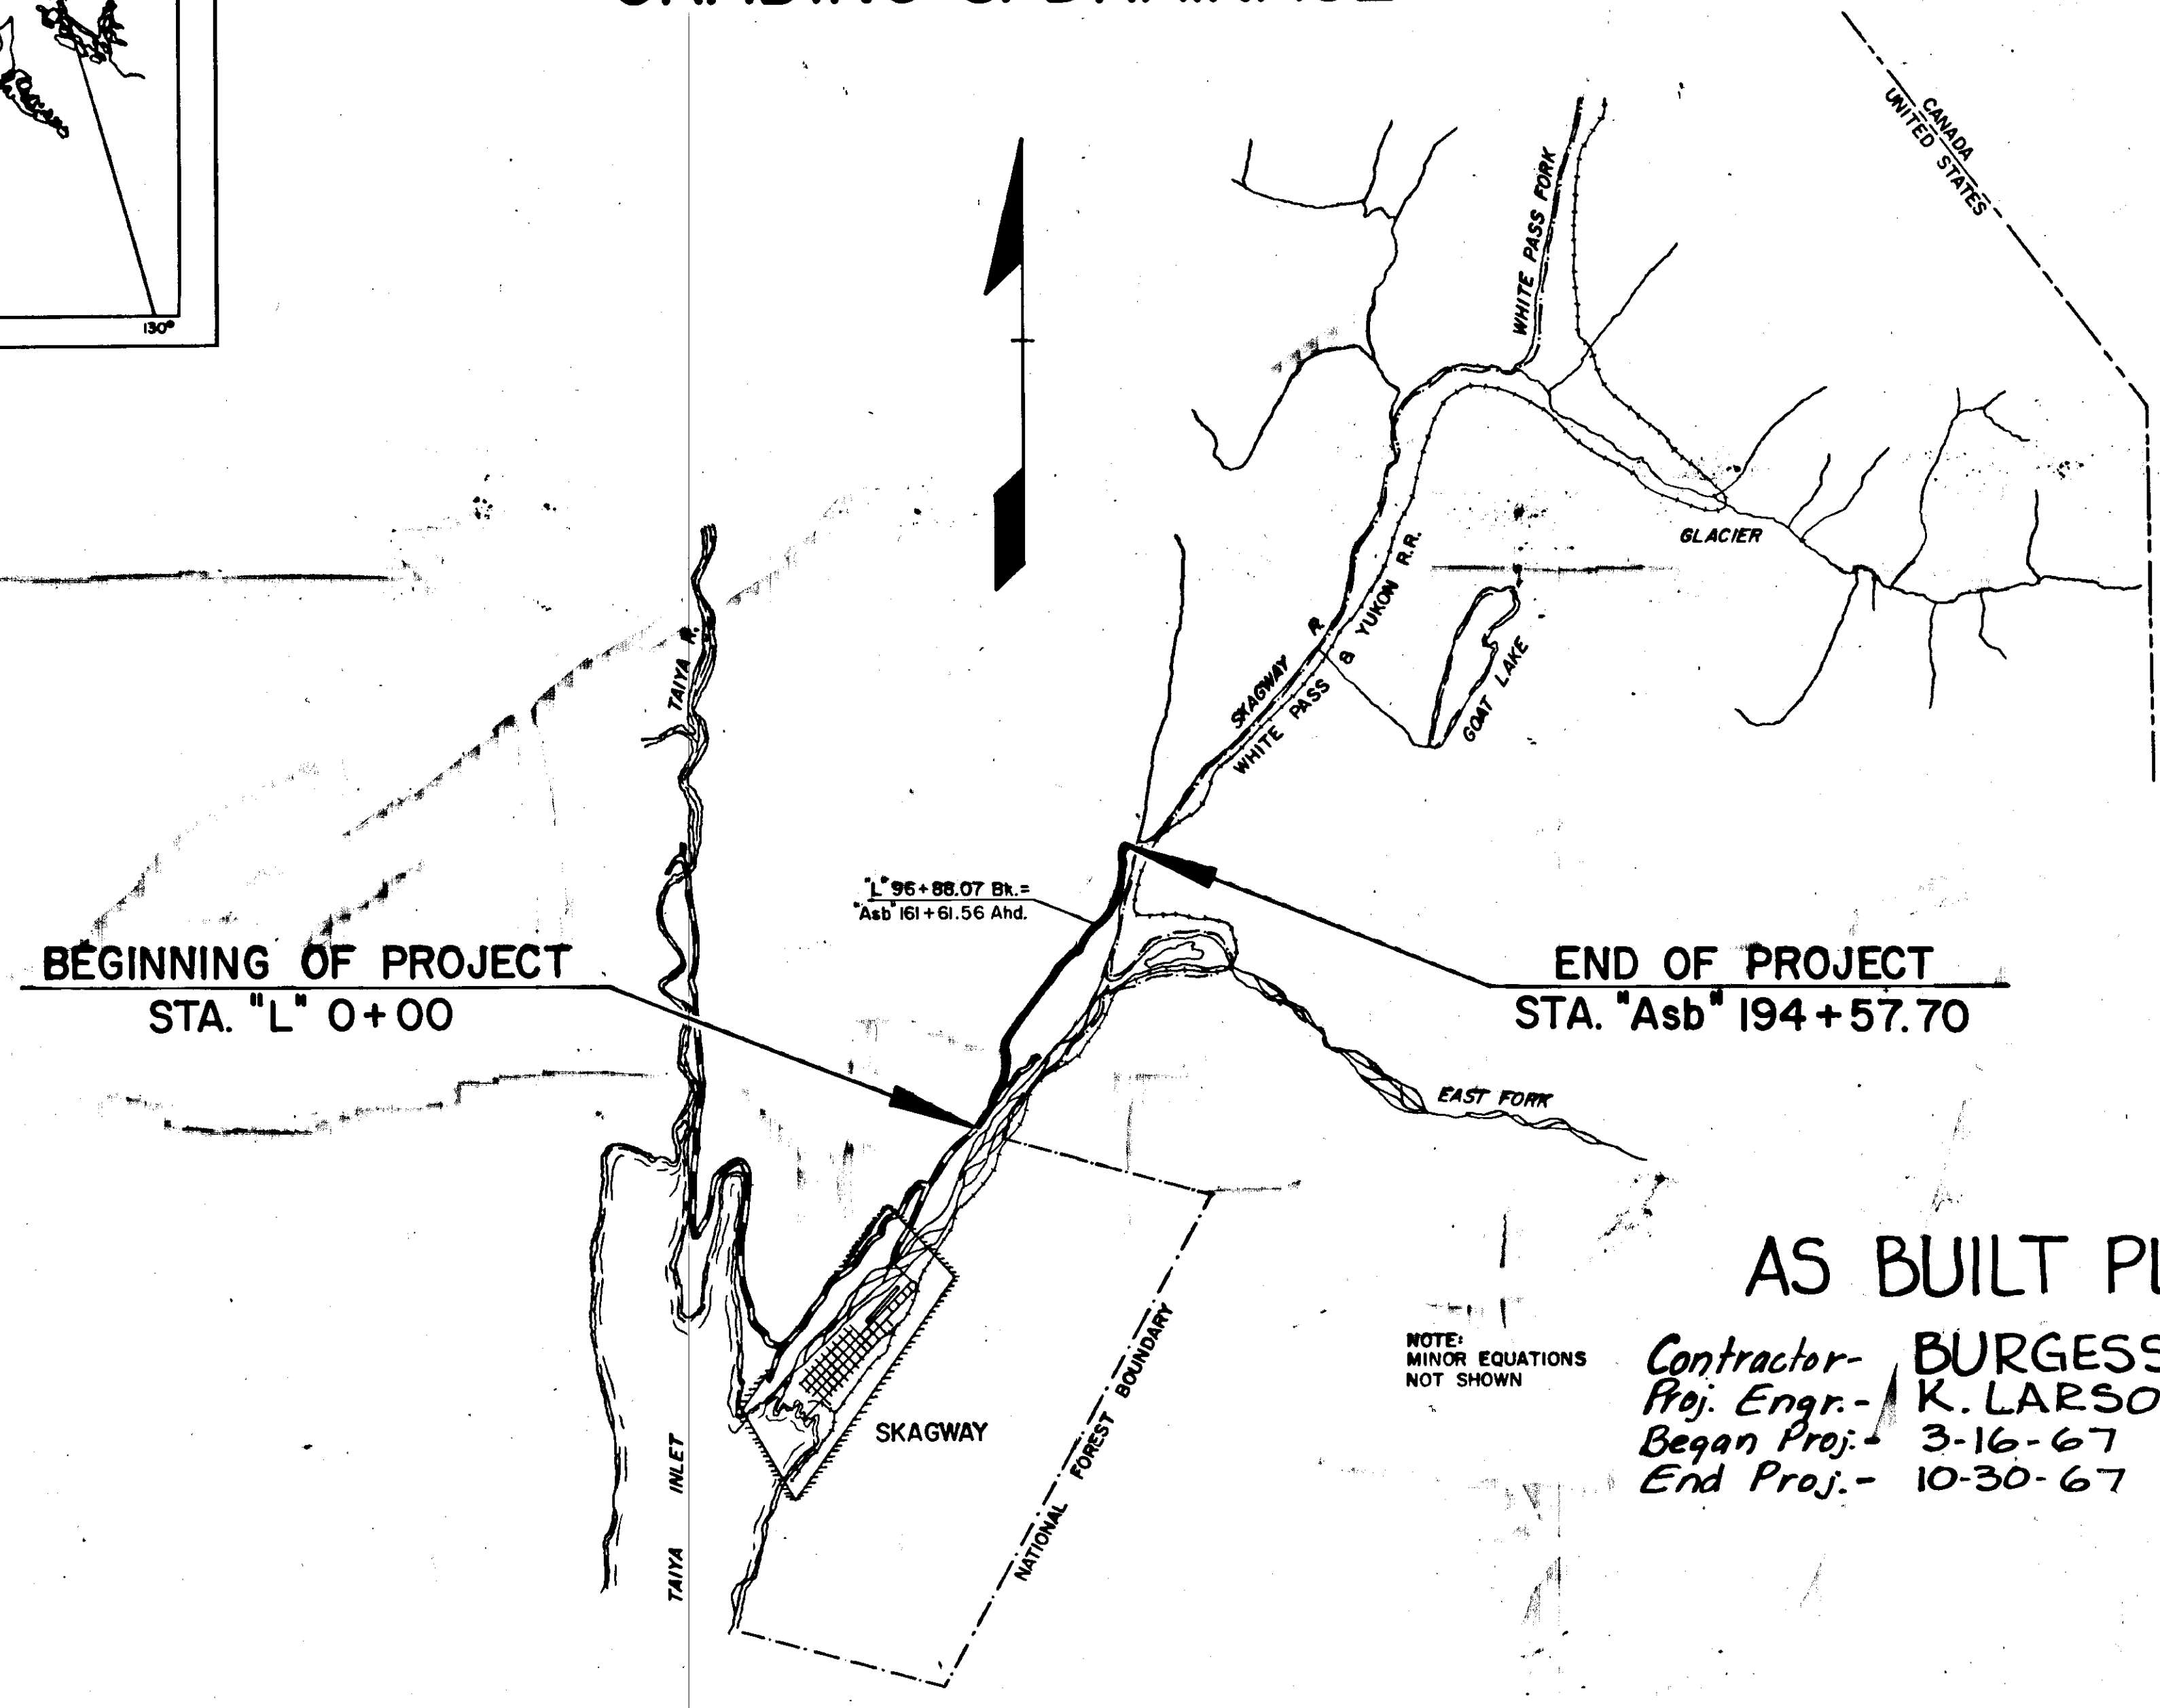 GRADING & DRAINAGE
130°
CANADA
UNITED STATES
WHITE PASS FORK
GLACIER
TAIYA R.
SKAGWAY R.
WHITE PASS & YUKON R.R.
GOAT LAKE
"L" 96+88.07 Bk.=
"Asb" 161+61.56 Ahd.
BEGINNING OF PROJECT
STA. "L" 0+00
END OF PROJECT
STA. "Asb" 194+57.70
EAST FORK
AS BUILT PL
NOTE:
MINOR EQUATIONS
NOT SHOWN
Contractor- BURGESS
Proj. Engr.- K. LARSO
Began Proj.- 3-16-67
End Proj.- 10-30-67
SKAGWAY
NATIONAL FOREST BOUNDARY
TAIYA INLET